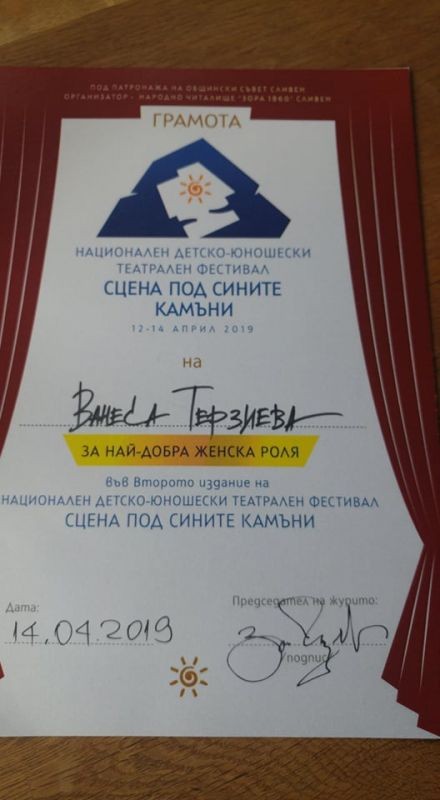 ПОД ПАТРОНАЖА НА ОБЩИНСКИ СЪВЕТ СЛИВЕН
ОРГАНИЗАТОР - НАРОДНО ЧИТАЛИЩЕ "ЗОРА 1860" СЛИВЕН
ГРАМОТА
НАЦИОНАЛЕН ДЕТСКО-ЮНОШЕСКИ
ТЕАТРАЛЕН ФЕСТИВАЛ
СЦЕНА ПОД СИНИТЕ
КАМЪНИ
12-14 АПРИЛ 2019
на
Ванеса Терзиева
ЗА НАЙ-ДОБРА ЖЕНСКА РОЛЯ
във Второто издание на
НАЦИОНАЛЕН ДЕТСКО-ЮНОШЕСКИ ТЕАТРАЛЕН ФЕСТИВАЛ
СЦЕНА ПОД СИНИТЕ КАМЪНИ
Дата:
14.04.2019
Председател на журито:
/подпис/